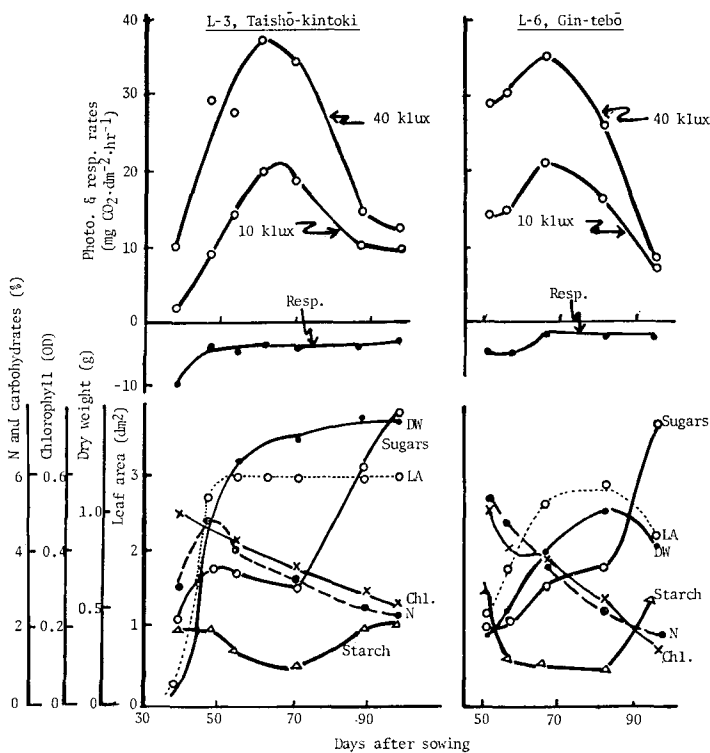 L-3, Taishō-kintoki
L-6, Gin-tebō
Photo. & resp. rates
(mg CO2·dm-2·hr-1)
40
30
20
10
0
-10
40 klux
10 klux
Resp.
40 klux
10 klux
Resp.
N and carbohydrates (%)
6
4
2
0
Chlorophyll (OD)
0.6
0.4
0.2
0
Dry weight (g)
1.0
0.5
0
Leaf area (dm2)
3
2
1
0
DW
Sugars
LA
Chl.
N
Starch
Sugars
LA
DW
Starch
N
Chl.
30
50
70
90
50
70
90
Days after sowing